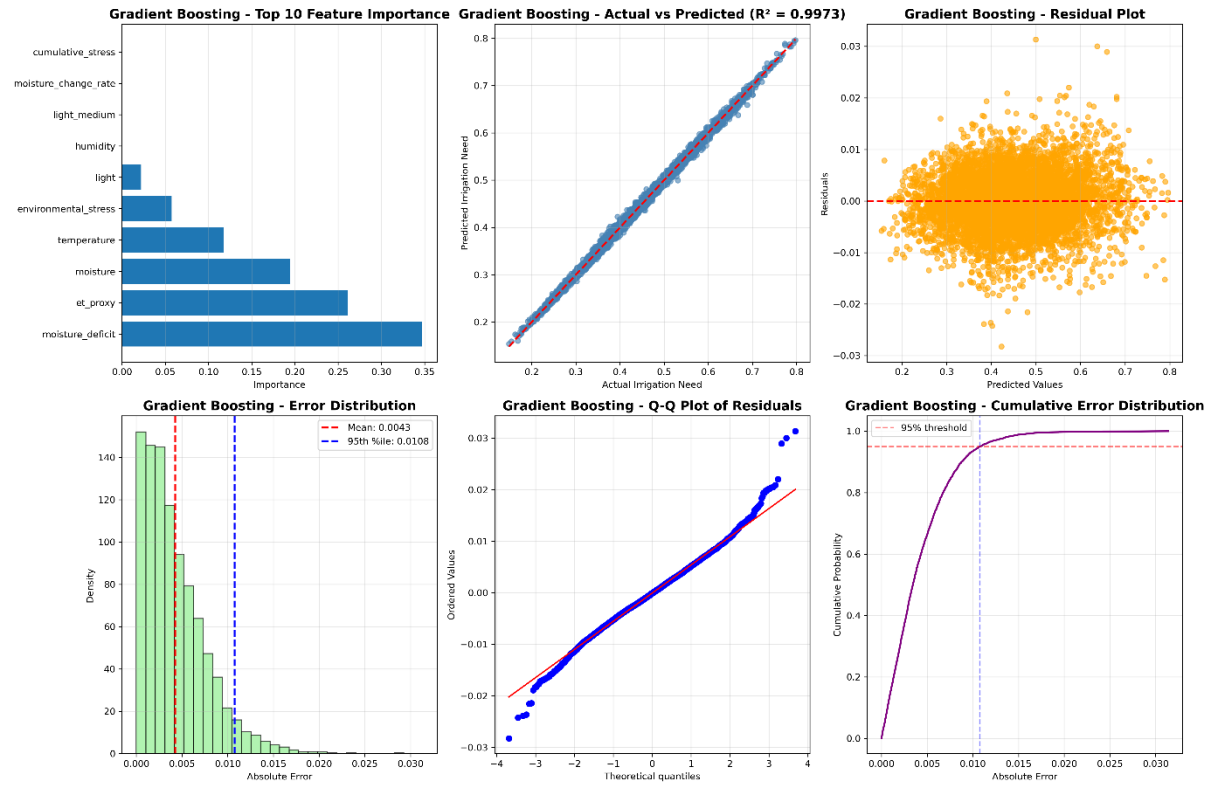 Gradient Boosting - Top 10 Feature Importance
cumulative_stress
moisture_change_rate
light_medium
humidity
light
environmental_stress
temperature
moisture
et_proxy
moisture_deficit
0.00 0.05 0.10 0.15 0.20 0.25 0.30 0.35
Importance
Gradient Boosting - Actual vs Predicted (R² = 0.9973)
Predicted Irrigation Need
0.8
0.7
0.6
0.5
0.4
0.3
0.2
0.2 0.3 0.4 0.5 0.6 0.7 0.8
Actual Irrigation Need
Gradient Boosting - Residual Plot
Residuals
0.03
0.02
0.01
0.00
−0.01
−0.02
−0.03
0.2 0.3 0.4 0.5 0.6 0.7 0.8
Predicted Values
Gradient Boosting - Error Distribution
Mean: 0.0043
95th %ile: 0.0108
Density
140
120
100
80
60
40
20
0
0.000 0.005 0.010 0.015 0.020 0.025 0.030
Absolute Error
Gradient Boosting - Q-Q Plot of Residuals
Ordered Values
0.03
0.02
0.01
0.00
−0.01
−0.02
−0.03
−4 −3 −2 −1 0 1 2 3 4
Theoretical quantiles
Gradient Boosting - Cumulative Error Distribution
95% threshold
Cumulative Probability
1.0
0.8
0.6
0.4
0.2
0.0
0.000 0.005 0.010 0.015 0.020 0.025 0.030
Absolute Error